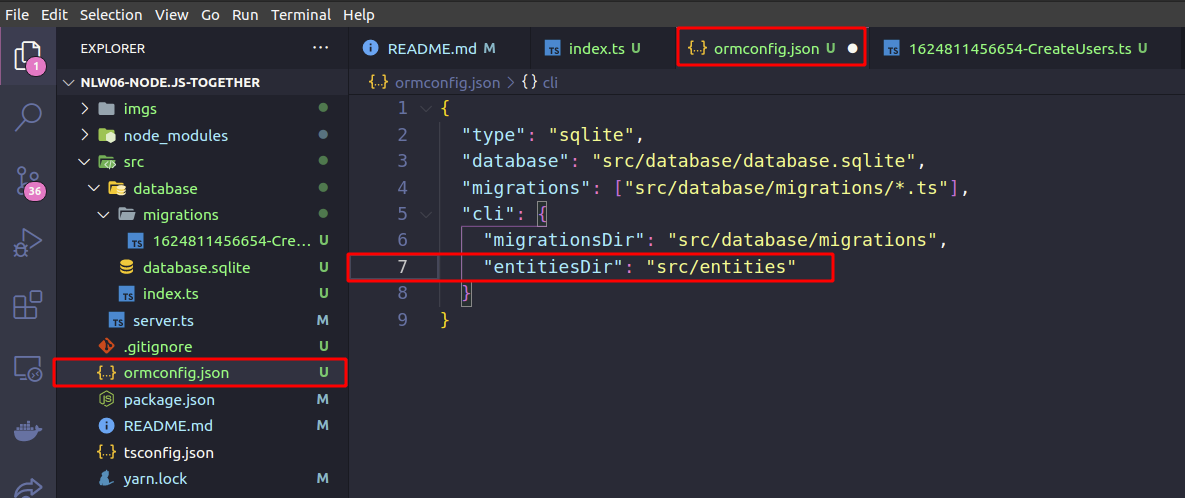 File Edit Selection View Go Run Terminal Help
EXPLORER ...
README.md M
index.ts U
{..} ormconfig.json U
1624811456654-CreateUsers.ts U
1
36
NLW06-NODE.JS-TOGETHER
imgs
node_modules
src
database
migrations
TS 1624811456654-Cre... U
database.sqlite U
TS index.ts U
TS server.ts M
.gitignore U
{..} ormconfig.json U
package.json M
README.md M
{..} tsconfig.json
yarn.lock M
{..} ormconfig.json > {} cli
1 {
2 "type": "sqlite",
3 "database": "src/database/database.sqlite",
4 "migrations": ["src/database/migrations/*.ts"],
5 "cli": {
6 "migrationsDir": "src/database/migrations",
7 "entitiesDir": "src/entities"
8 }
9 }